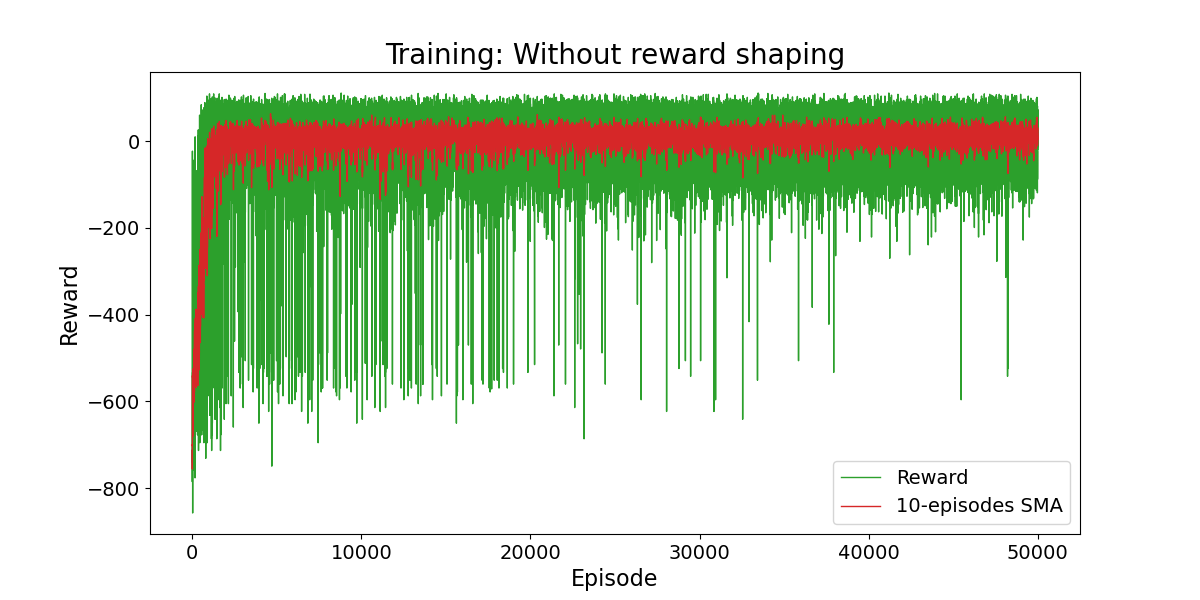 Training: Without reward shaping
Reward
0
−200
−400
−600
−800
0
10000
20000
30000
40000
50000
Episode
Reward
10-episodes SMA